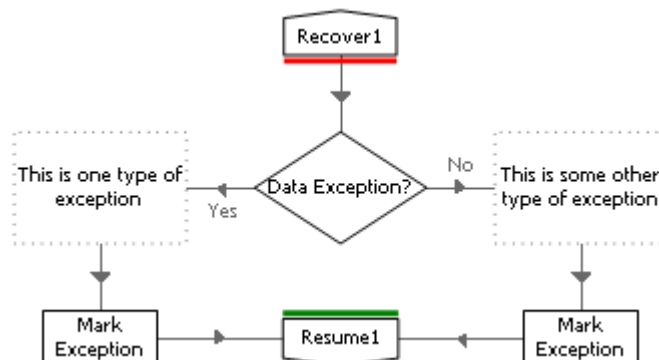 Recover1
This is one type of
exception
Data Exception?
Yes
No
This is some other
type of exception
Mark
Exception
Resume1
Mark
Exception